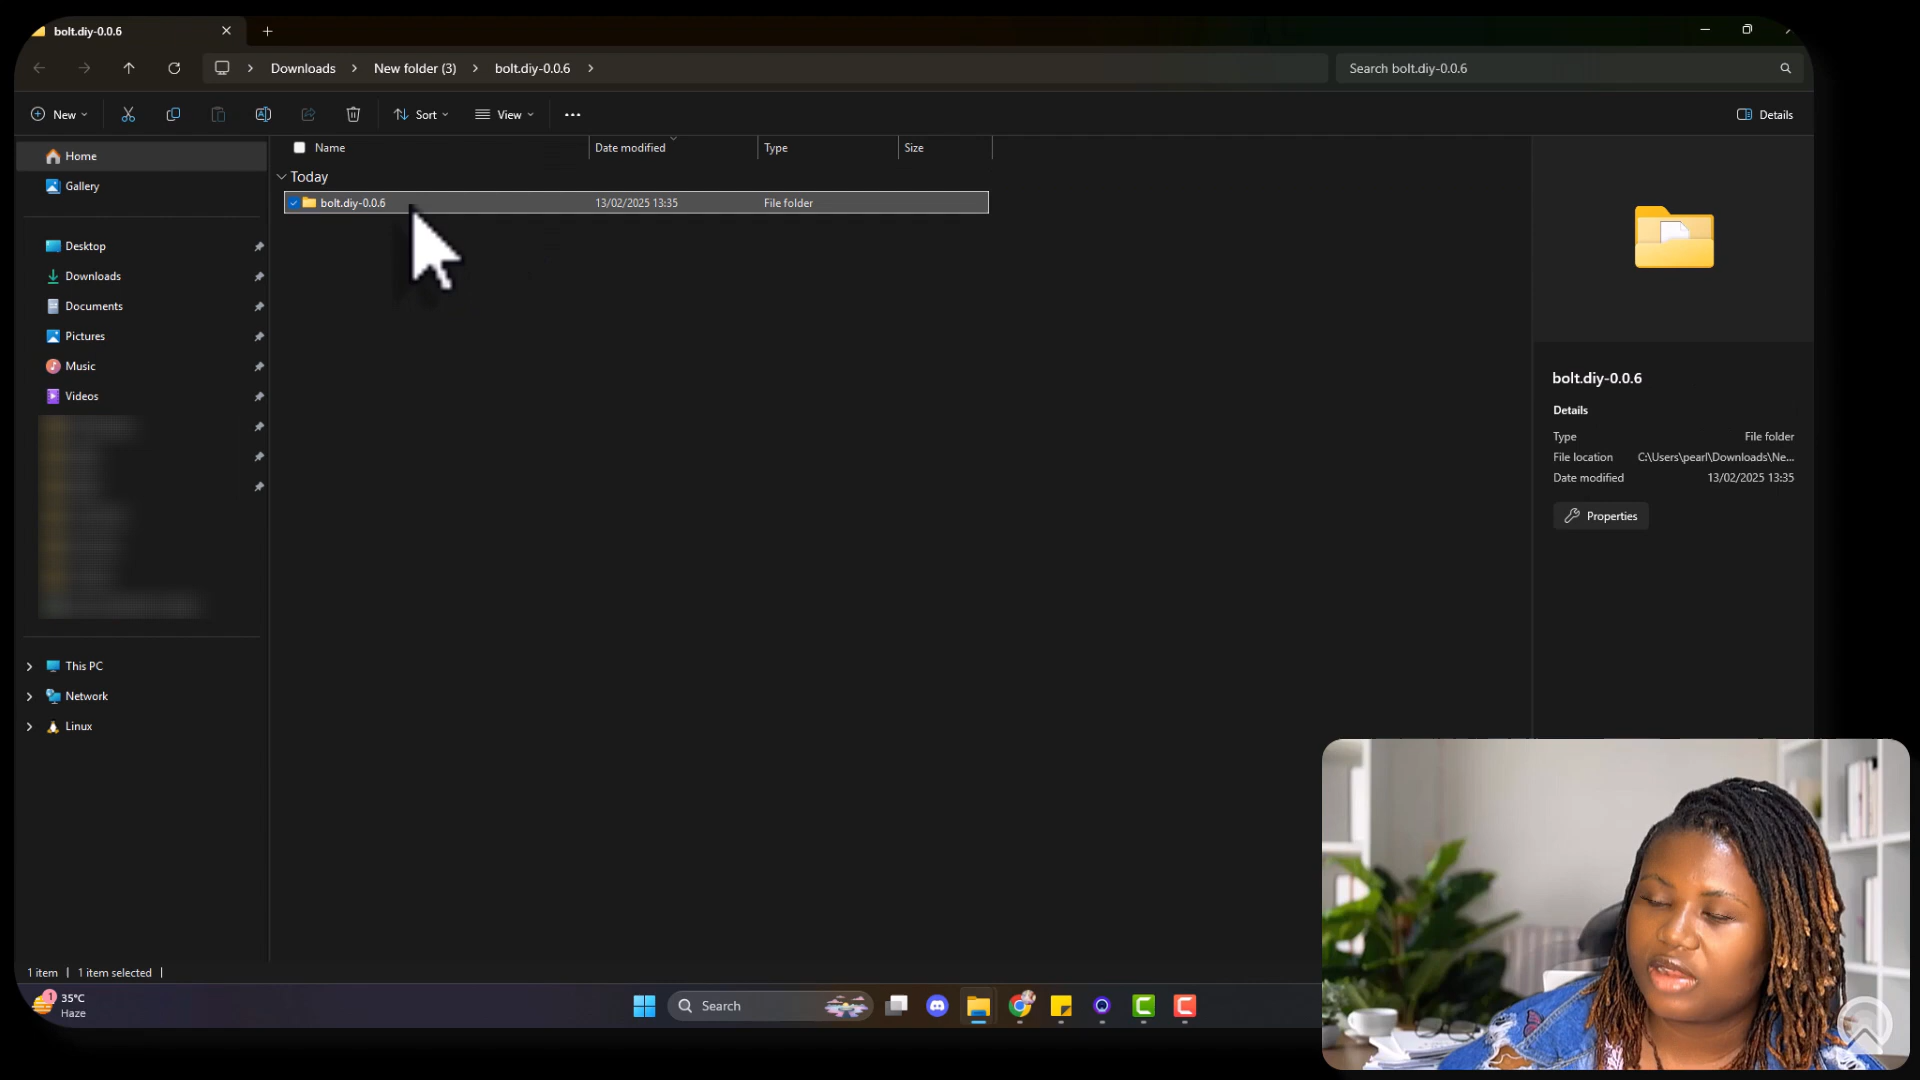 bolt.diy-0.0.6
Downloads
New folder (3)
bolt.diy-0.0.6
Search bolt.diy-0.0.6
New
Sort
View
Details
Home
Gallery
Desktop
Downloads
Documents
Pictures
Music
Videos
This PC
Network
Linux
Name
Date modified
Type
Size
Today
bolt.diy-0.0.6
13/02/2025 13:35
File folder
bolt.diy-0.0.6
Details
Type
File folder
File location
C:\Users\pearl\Downloads\Ne...
Date modified
13/02/2025 13:35
Properties
1 item
1 item selected
1
35°C
Haze
Search